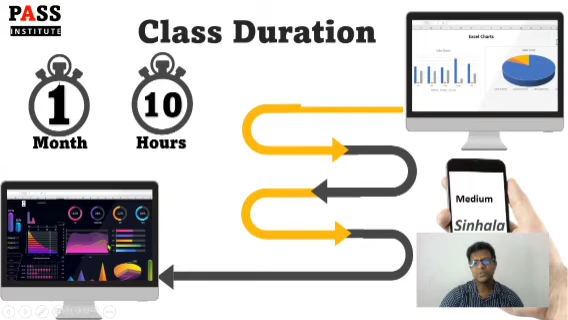 PASS
INSTITUTE
Class Duration
1
Month
10
Hours
Excel Charts
Medium
Sinhala